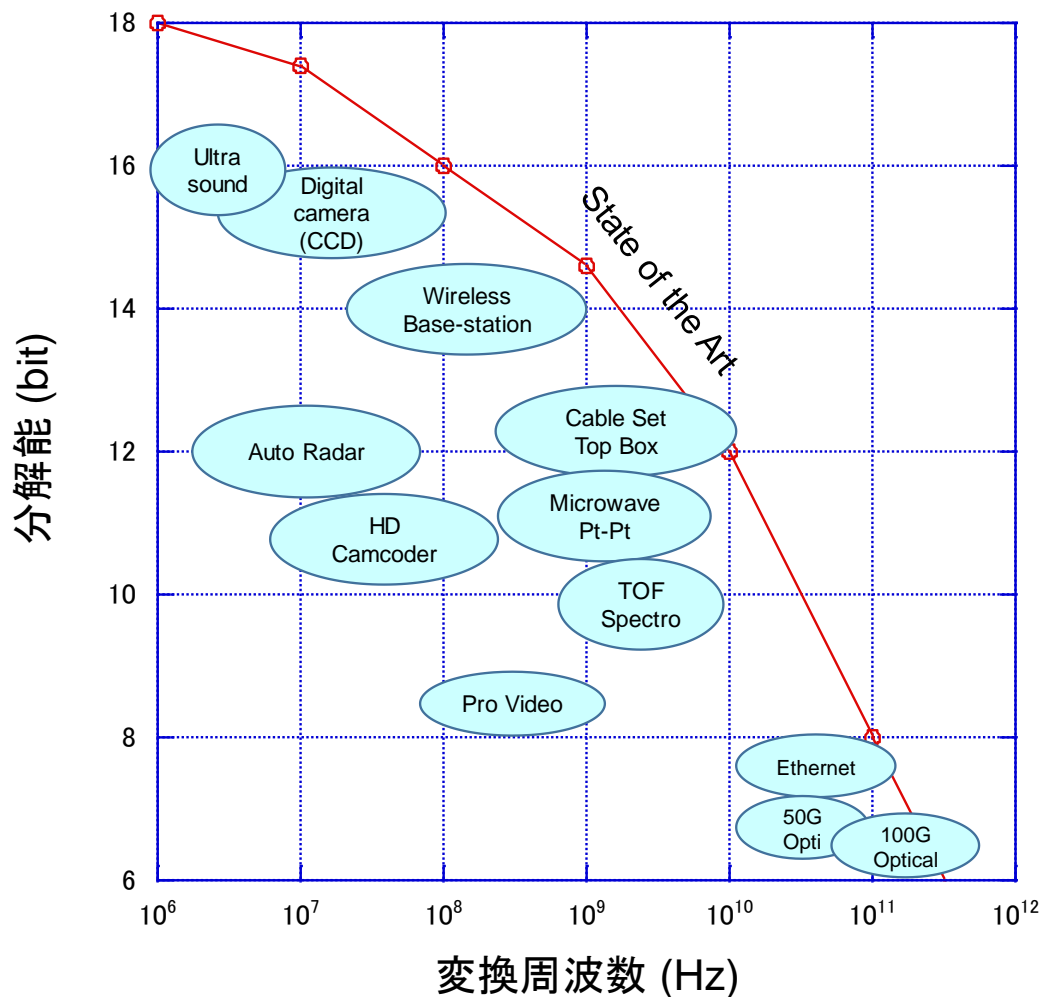 18
16
14
12
10
8
6
分解能 (bit)
Ultra
sound
Digital
camera
(CCD)
State of the Art
Wireless
Base-station
Cable Set
Top Box
Auto Radar
Microwave
Pt-Pt
HD
Camcoder
TOF
Spectro
Pro Video
Ethernet
50G
Opti
100G
Optical
10⁶
10⁷
10⁸
10⁹
10¹⁰
10¹¹
10¹²
変換周波数 (Hz)